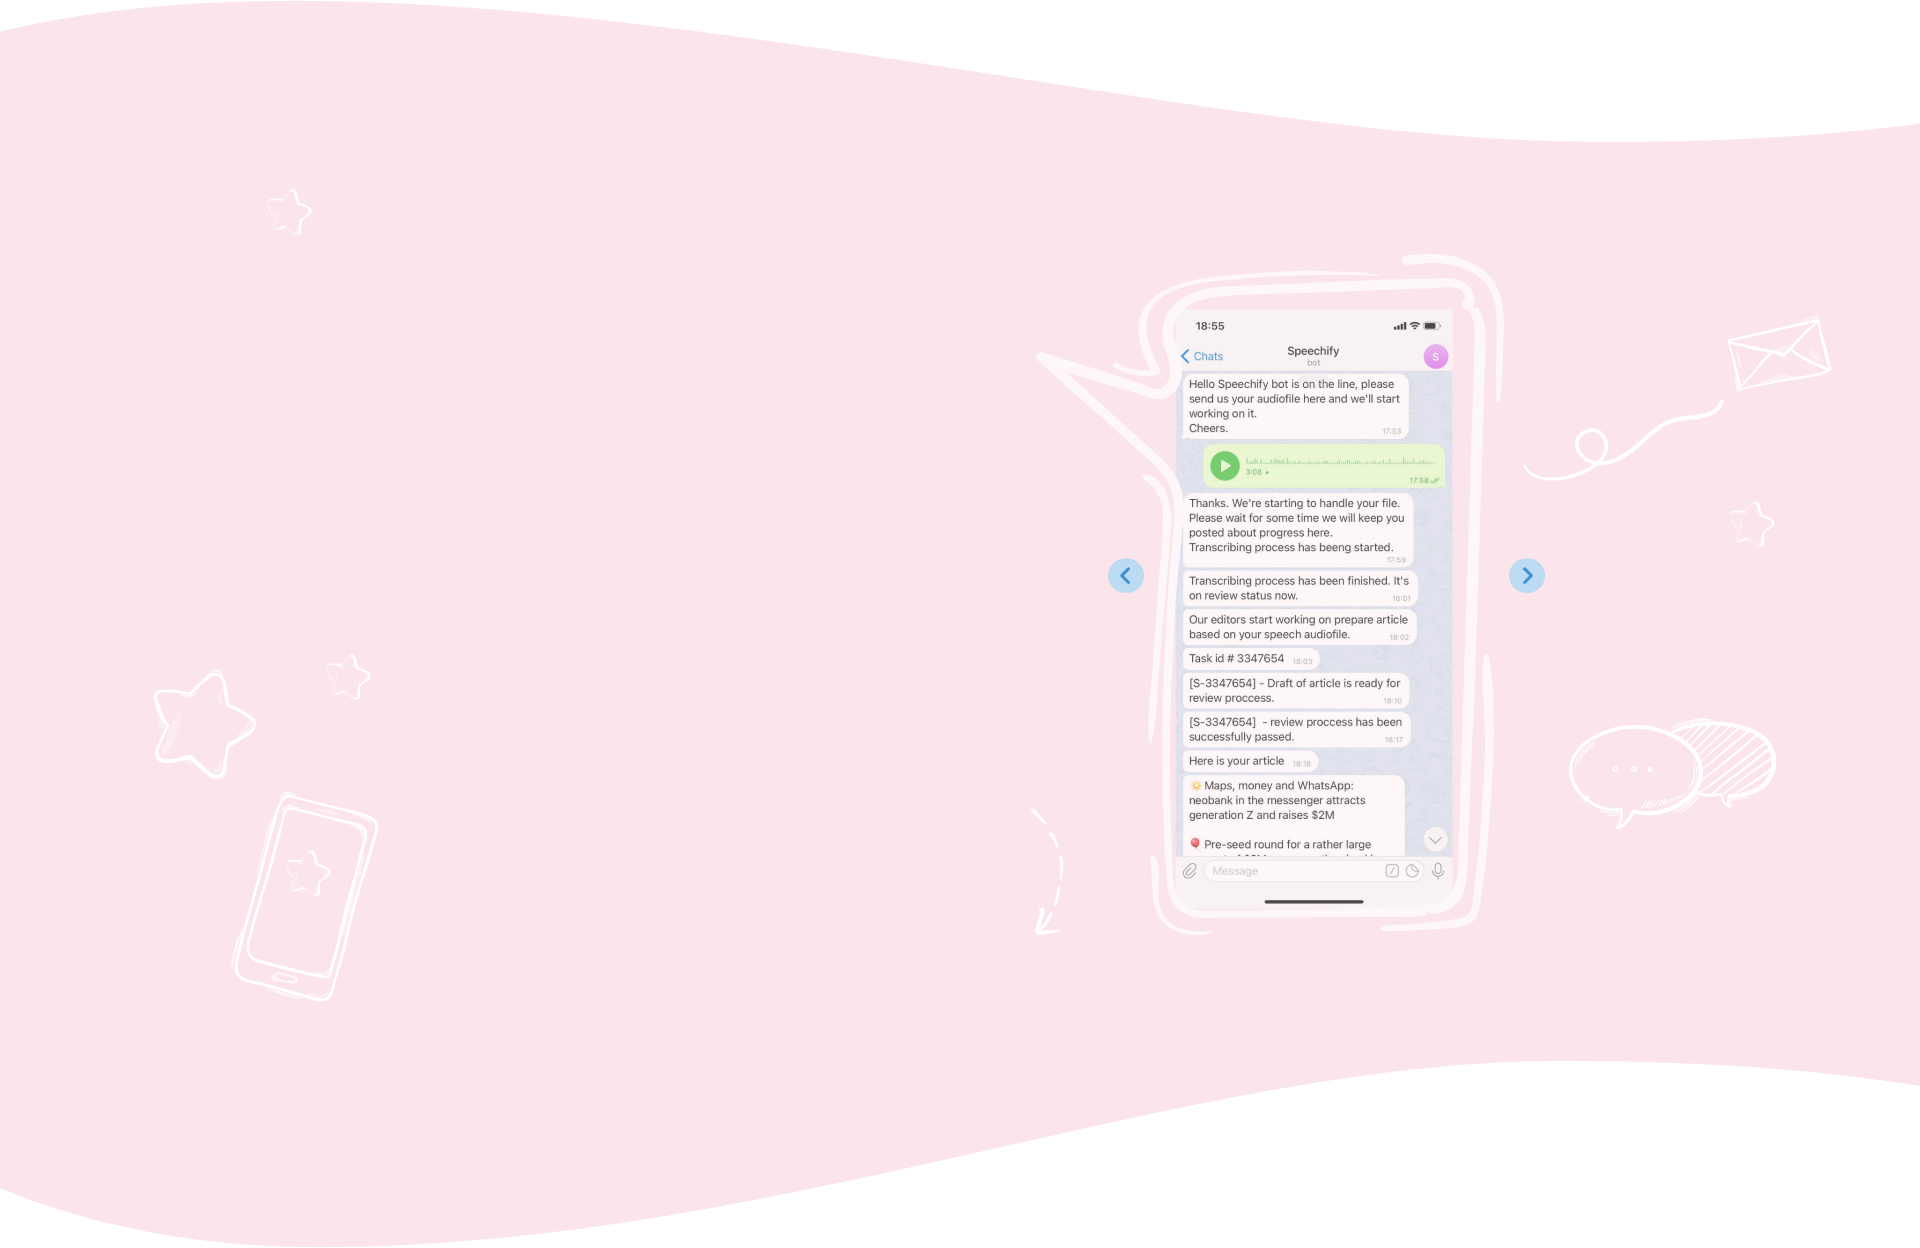 18:55
Chats
Speechify
bot
S
Hello Speechify bot is on the line, please
send us your audiofile here and we'll start
working on it.
Cheers.
17:53
3:08
17:58
Thanks. We're starting to handle your file.
Please wait for some time we will keep you
posted about progress here.
Transcribing process has beeng started.
17:59
Transcribing process has been finished. It's
on review status now.
18:01
Our editors start working on prepare article
based on your speech audiofile.
18:02
Task id # 3347654
18:03
[S-3347654] - Draft of article is ready for
review proccess.
18:10
[S-3347654] - review proccess has been
successfully passed.
18:17
Here is your article
18:18
Maps, money and WhatsApp:
neobank in the messenger attracts
generation Z and raises $2M
Pre-seed round for a rather large
Message